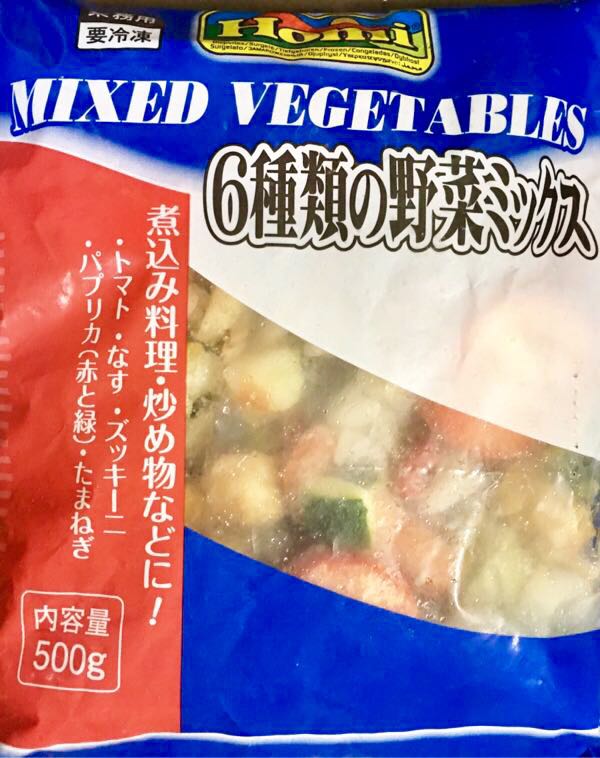 業務用
要冷凍
Homi
MIXED VEGETABLES
6種類の野菜ミックス
煮込み料理・炒め物などに！
・トマト・なす・ズッキーニ
・パプリカ(赤と緑)・たまねぎ
内容量
500g